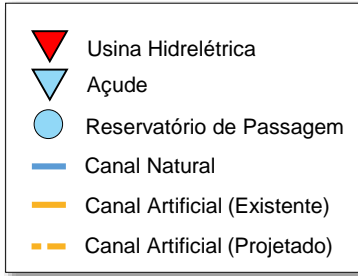 Usina Hidrelétrica
Açude
Reservatório de Passagem
Canal Natural
Canal Artificial (Existente)
Canal Artificial (Projetado)